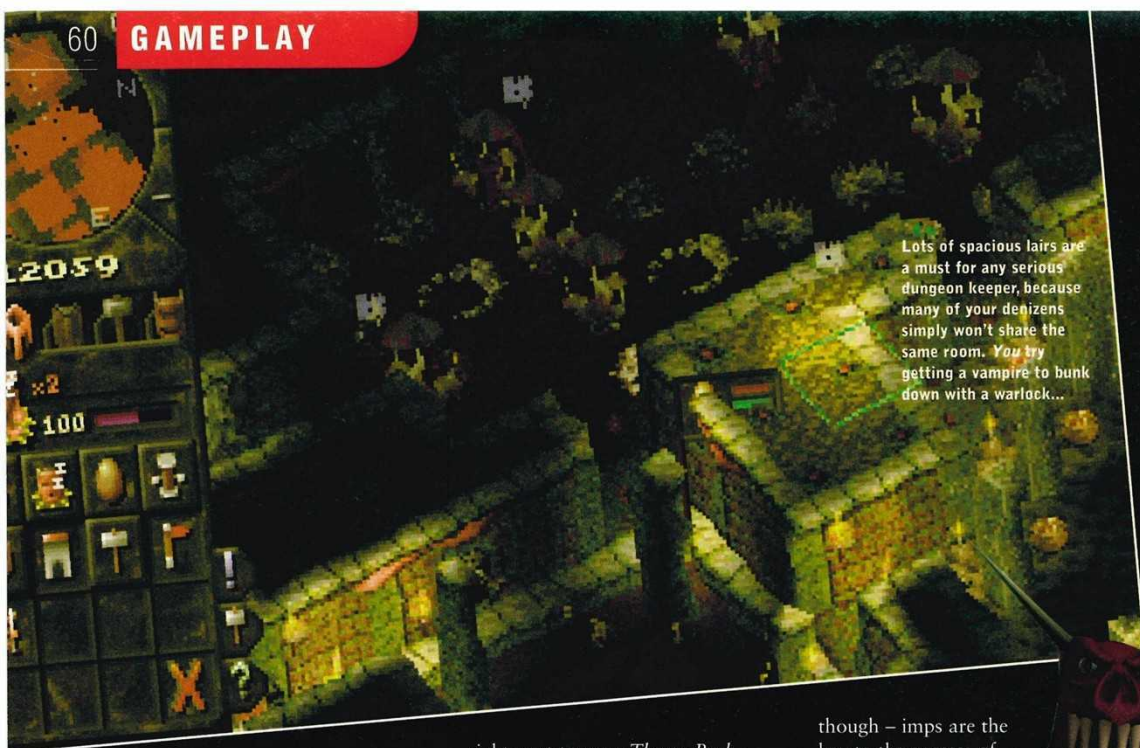 60
GAMEPLAY
N
E
12059
x2
100
Lots of spacious lairs are
a must for any serious
dungeon keeper, because
many of your denizens
simply won't share the
same room. You try
getting a vampire to bunk
down with a warlock...
though – imps are the